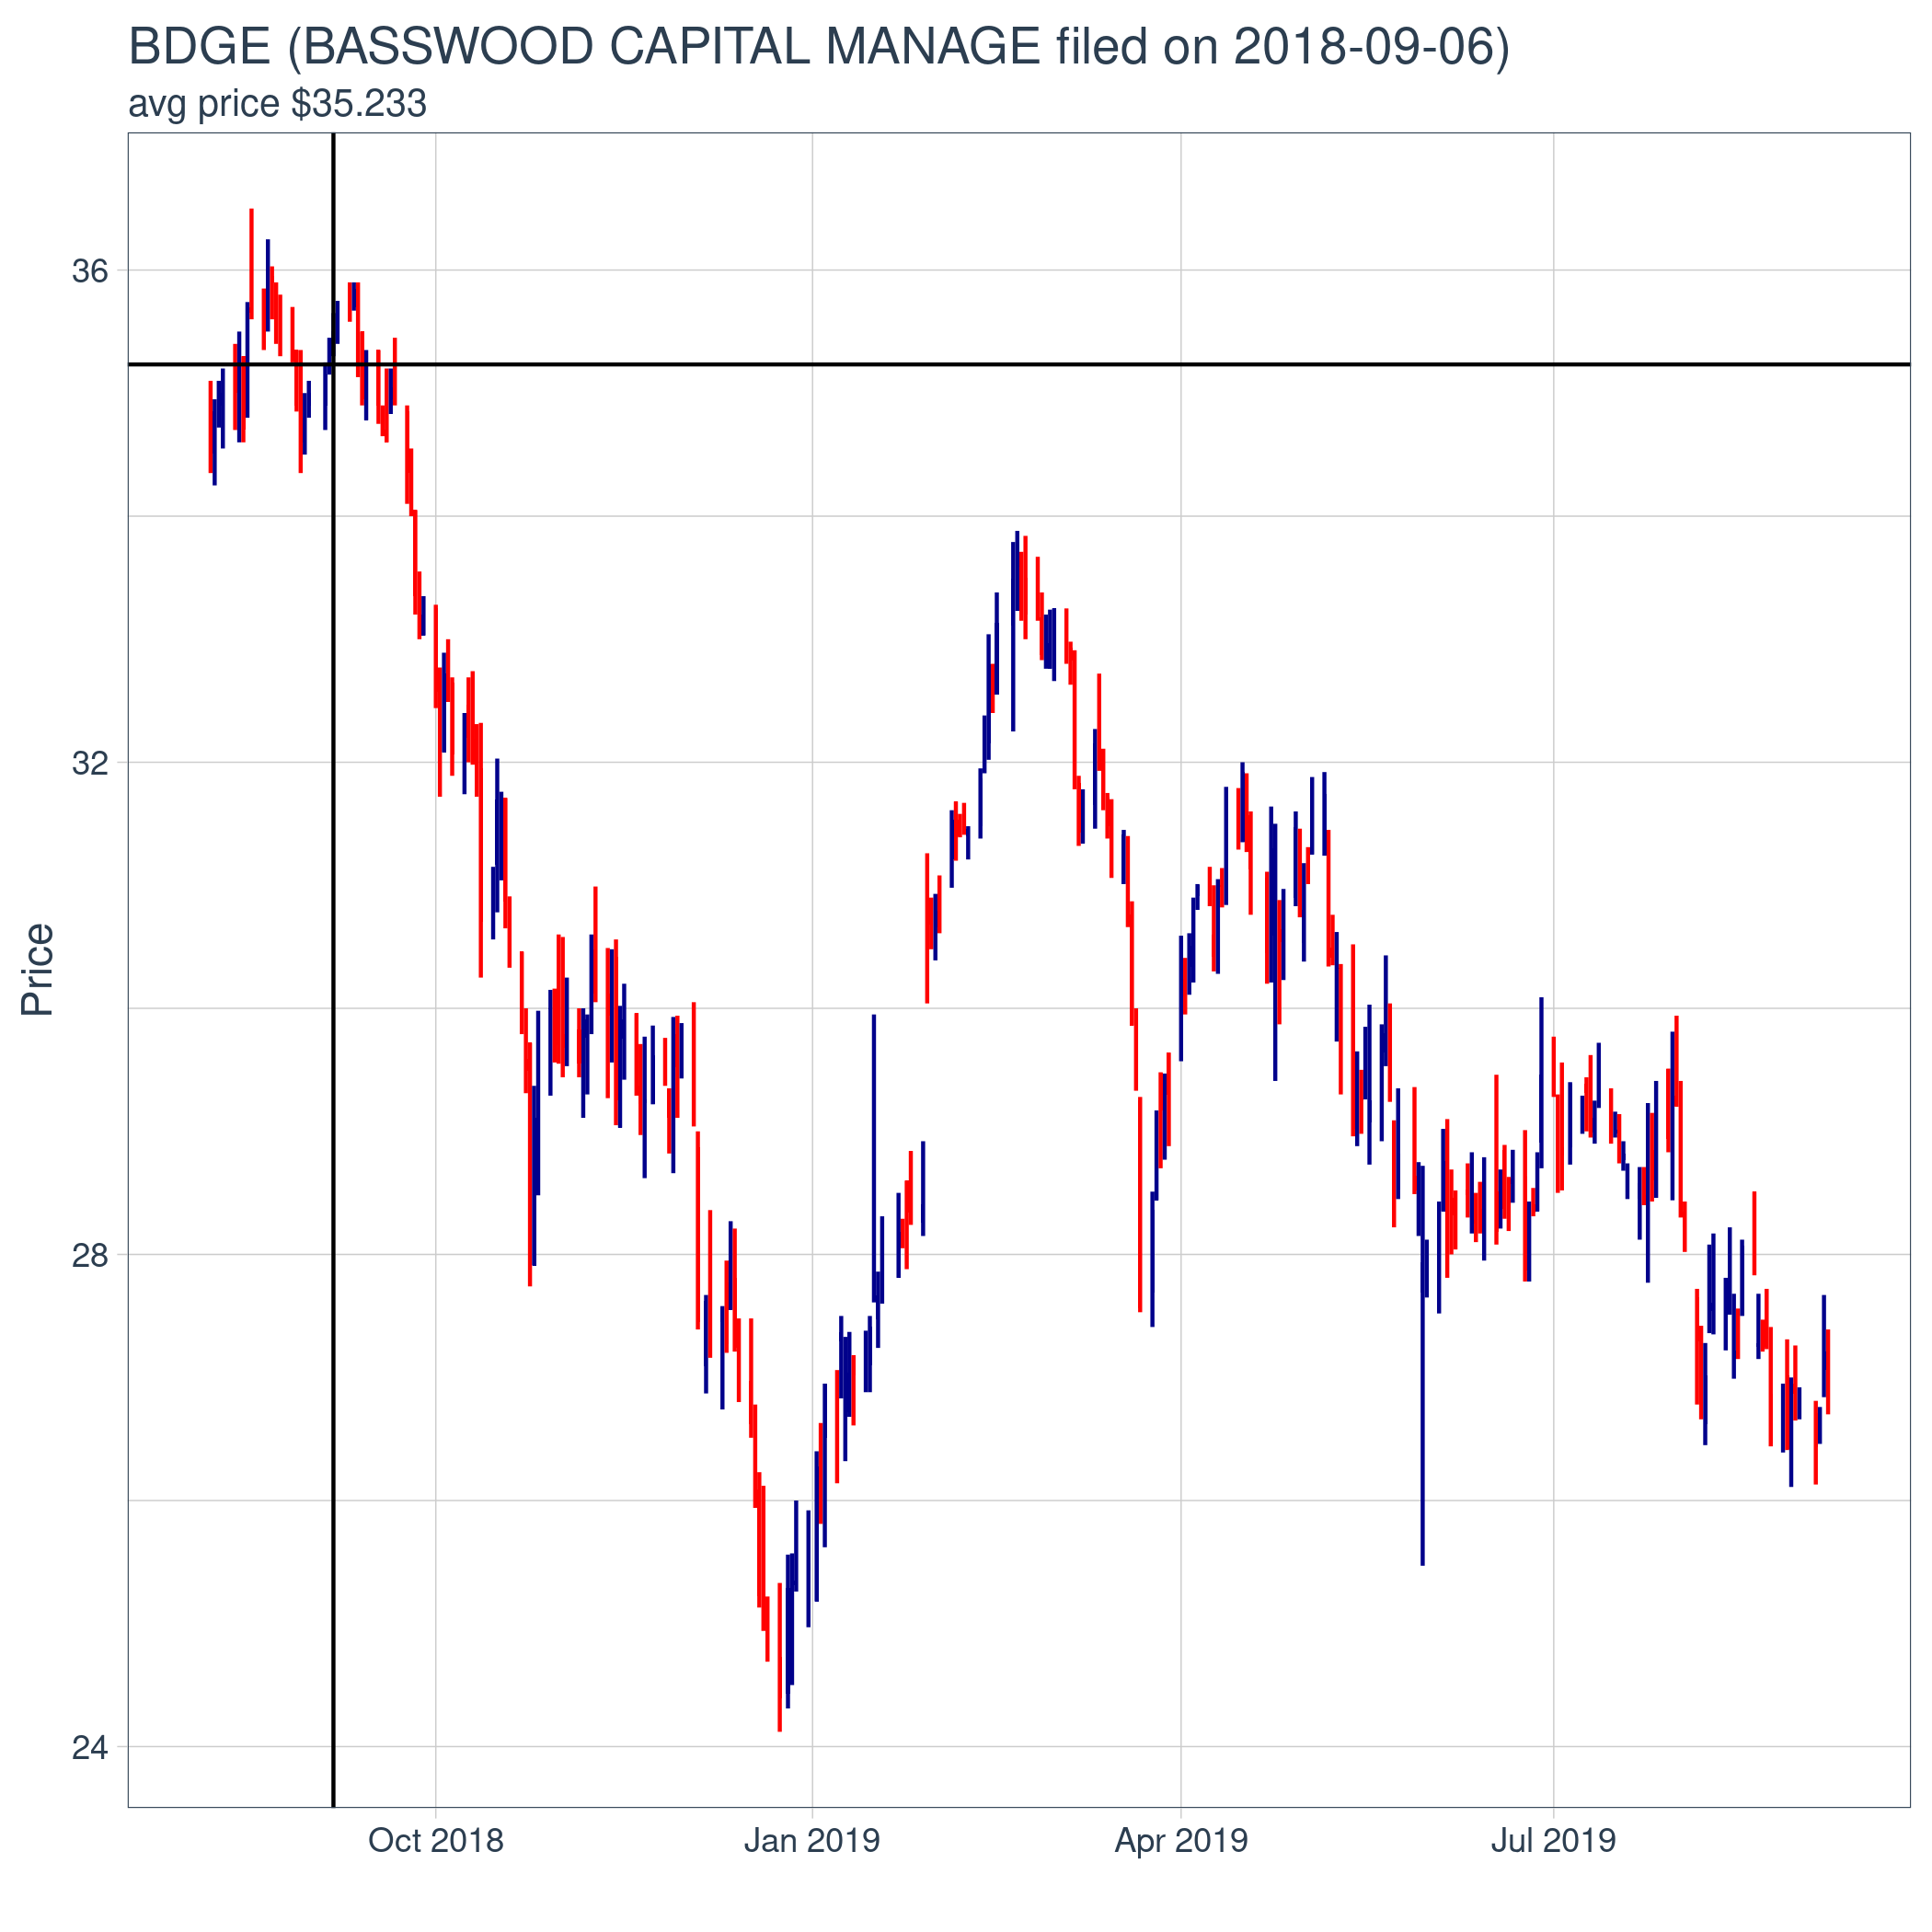 BDGE (BASSWOOD CAPITAL MANAGE filed on 2018-09-06)
avg price $35.233
36
32
28
24
Price
Oct 2018
Jan 2019
Apr 2019
Jul 2019